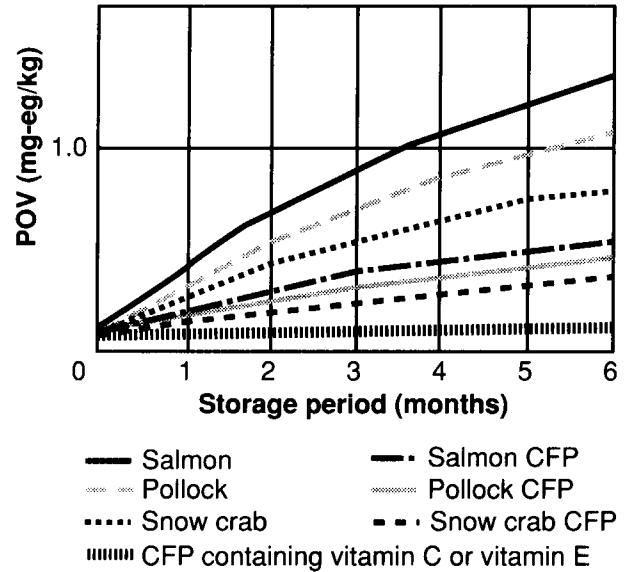 POV (mg-eg/kg)
1.0
0 1 2 3 4 5 6
Storage period (months)
Salmon
Salmon CFP
Pollock
Pollock CFP
Snow crab
Snow crab CFP
CFP containing vitamin C or vitamin E